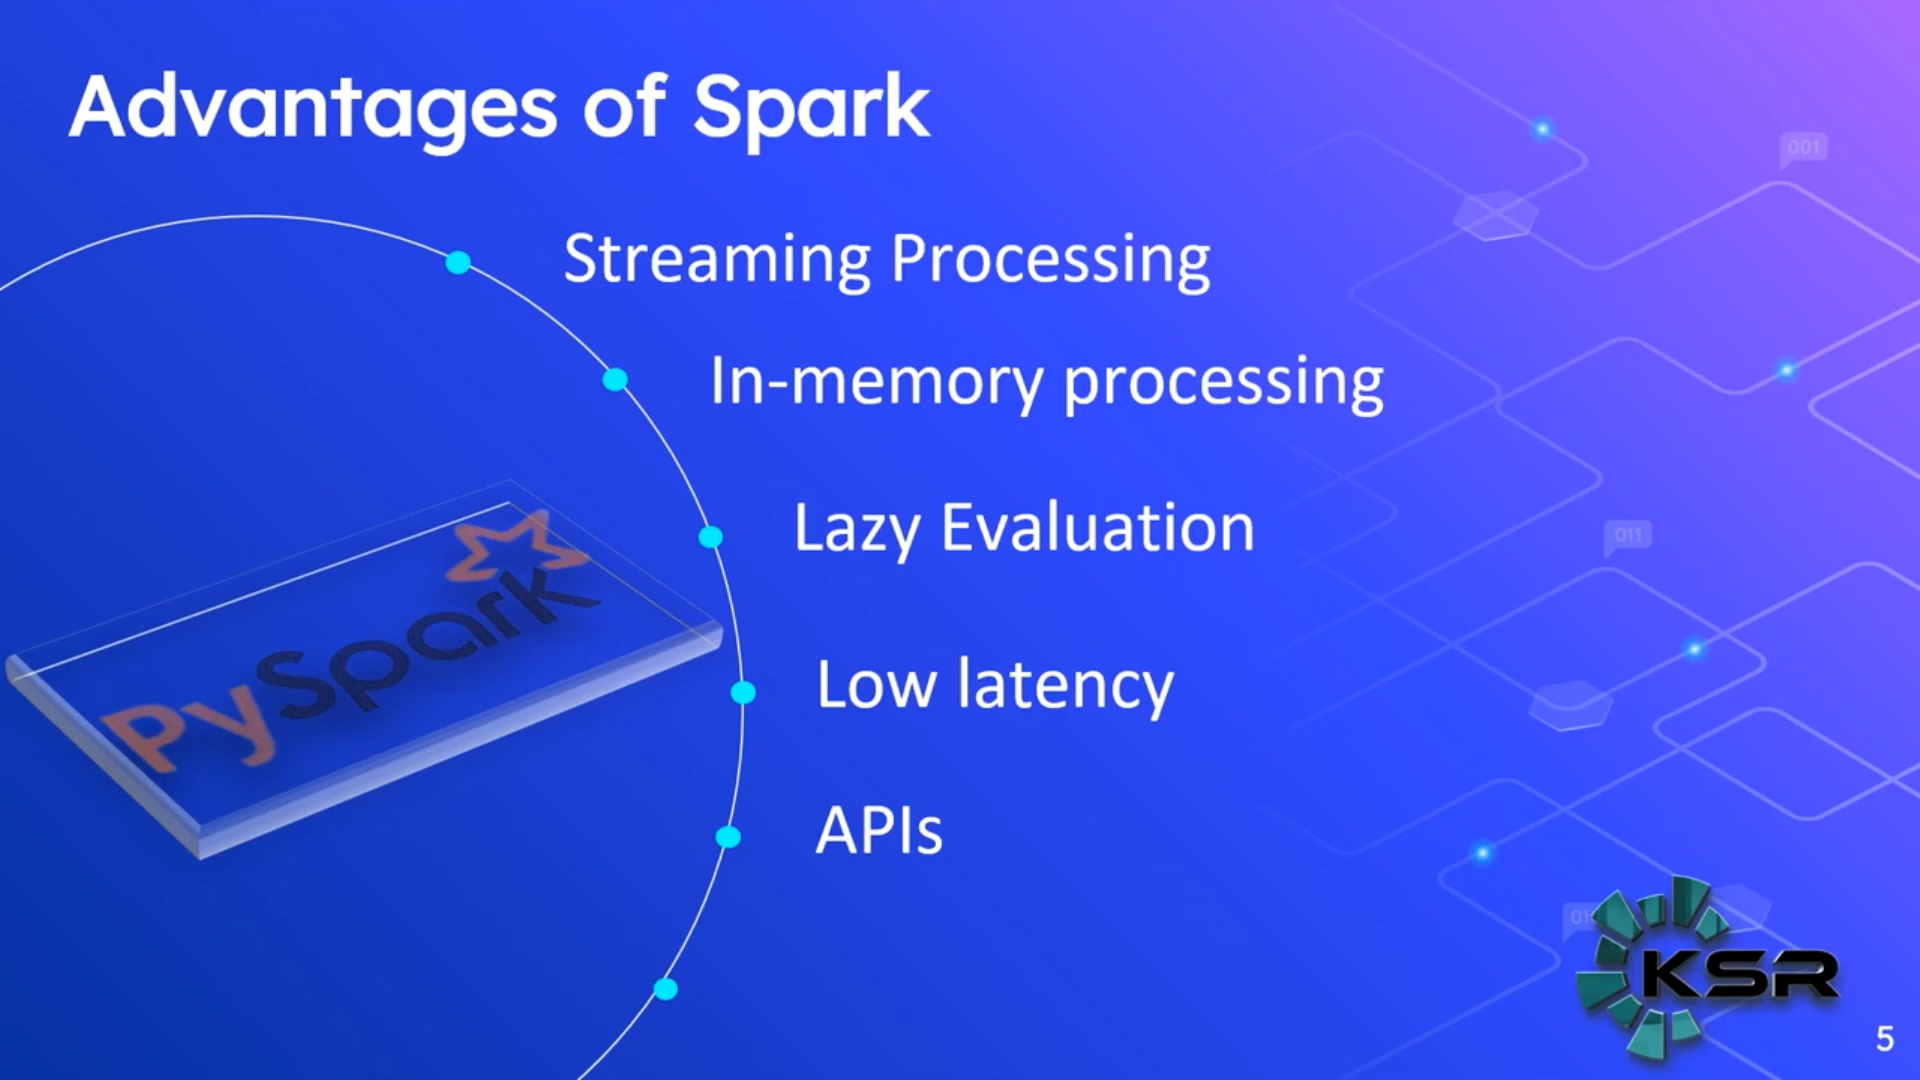 Advantages of Spark
001
Streaming Processing
In-memory processing
Lazy Evaluation
011
PySpark
Low latency
APIs
KSR
5